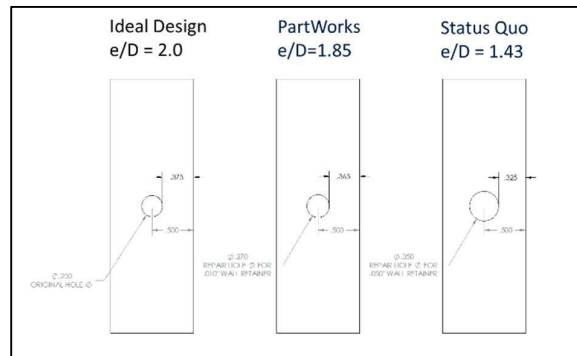 Ideal Design
e/D = 2.0
PartWorks
e/D=1.85
Status Quo
e/D = 1.43
.375
.500
Ø.250
ORIGINAL HOLE Ø
.365
.500
Ø.270
REPAIR HOLE Ø FOR
.010" WALL RETAINER
.325
.500
Ø.350
REPAIR HOLE Ø FOR
.050" WALL RETAINER